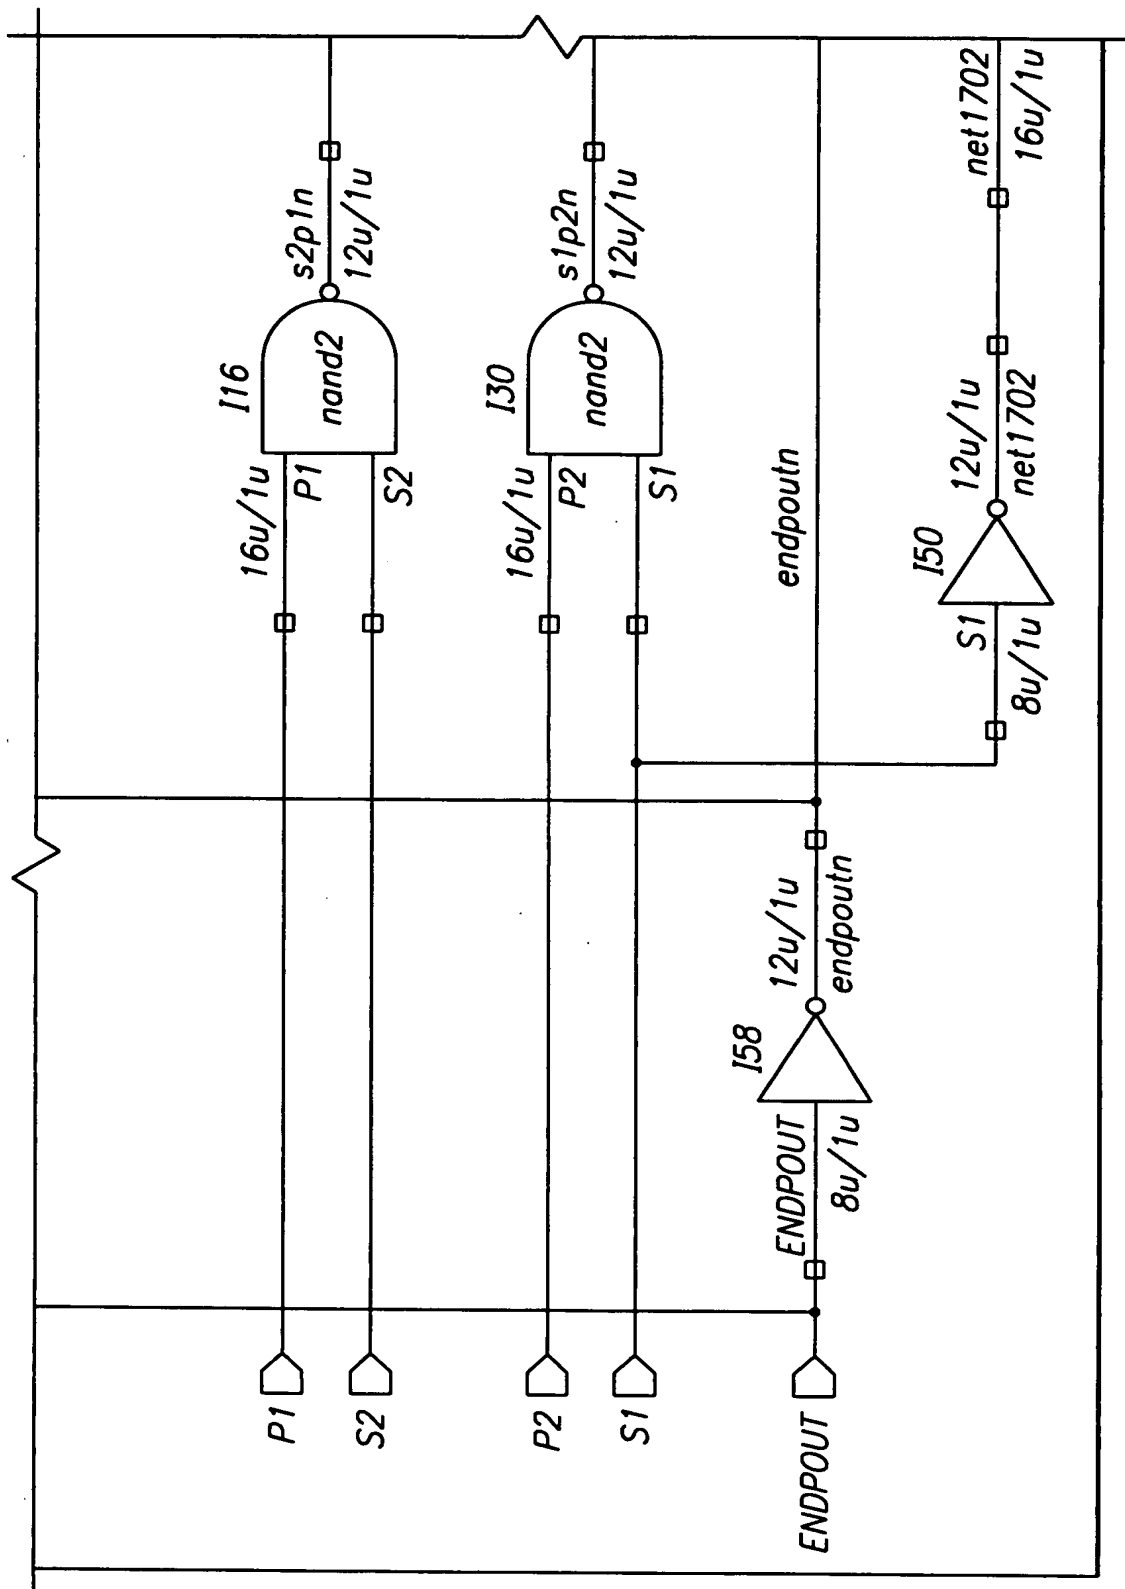 P1
S2
P2
S1
ENDPOUT
16u/1u
P1
S2
I16
nand2
s2p1n
12u/1u
16u/1u
P2
S1
I30
nand2
s1p2n
12u/1u
ENDPOUT
8u/1u
I58
12u/1u
endpoutn
endpoutn
S1
8u/1u
I50
12u/1u
net1702
net1702
16u/1u